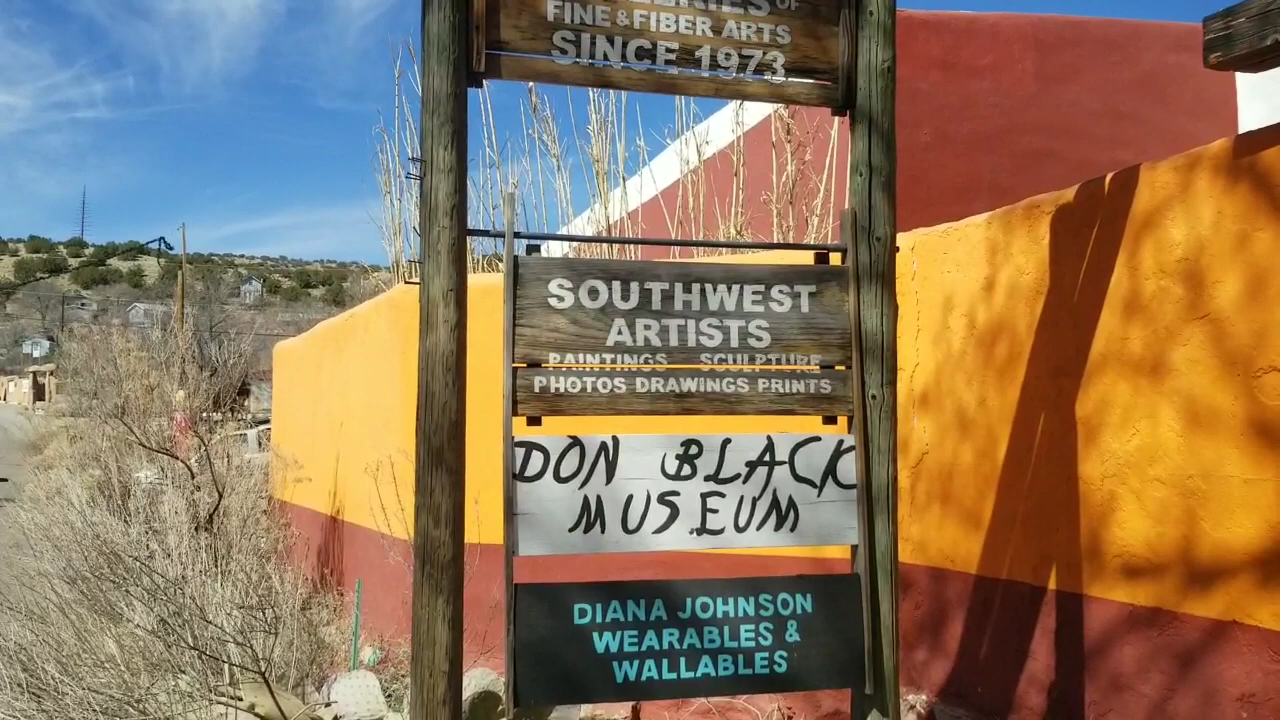 OF
FINE & FIBER ARTS
SINCE 1973
SOUTHWEST
ARTISTS
PAINTINGS SCULPTURE
PHOTOS DRAWINGS PRINTS
DON BLACK
MUSEUM
DIANA JOHNSON
WEARABLES &
WALLABLES